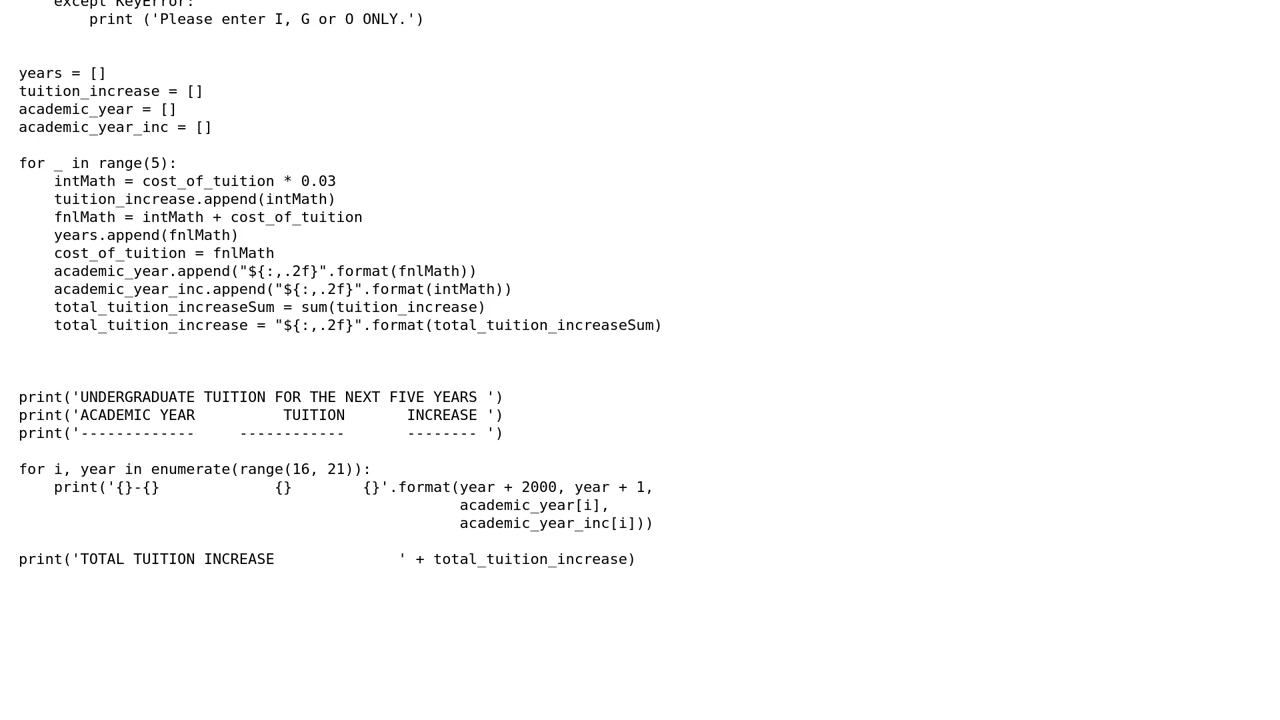 except KeyError:
        print ('Please enter I, G or O ONLY.')
years = []
tuition_increase = []
academic_year = []
academic_year_inc = []
for _ in range(5):
    intMath = cost_of_tuition * 0.03
    tuition_increase.append(intMath)
    fnlMath = intMath + cost_of_tuition
    years.append(fnlMath)
    cost_of_tuition = fnlMath
    academic_year.append("${:,.2f}".format(fnlMath))
    academic_year_inc.append("${:,.2f}".format(intMath))
    total_tuition_increaseSum = sum(tuition_increase)
    total_tuition_increase = "${:,.2f}".format(total_tuition_increaseSum)
print('UNDERGRADUATE TUITION FOR THE NEXT FIVE YEARS ')
print('ACADEMIC YEAR          TUITION       INCREASE ')
print('-------------     ------------       -------- ')
for i, year in enumerate(range(16, 21)):
    print('{}-{}             {}        {}'.format(year + 2000, year + 1,
                                                  academic_year[i],
                                                  academic_year_inc[i]))
print('TOTAL TUITION INCREASE              ' + total_tuition_increase)